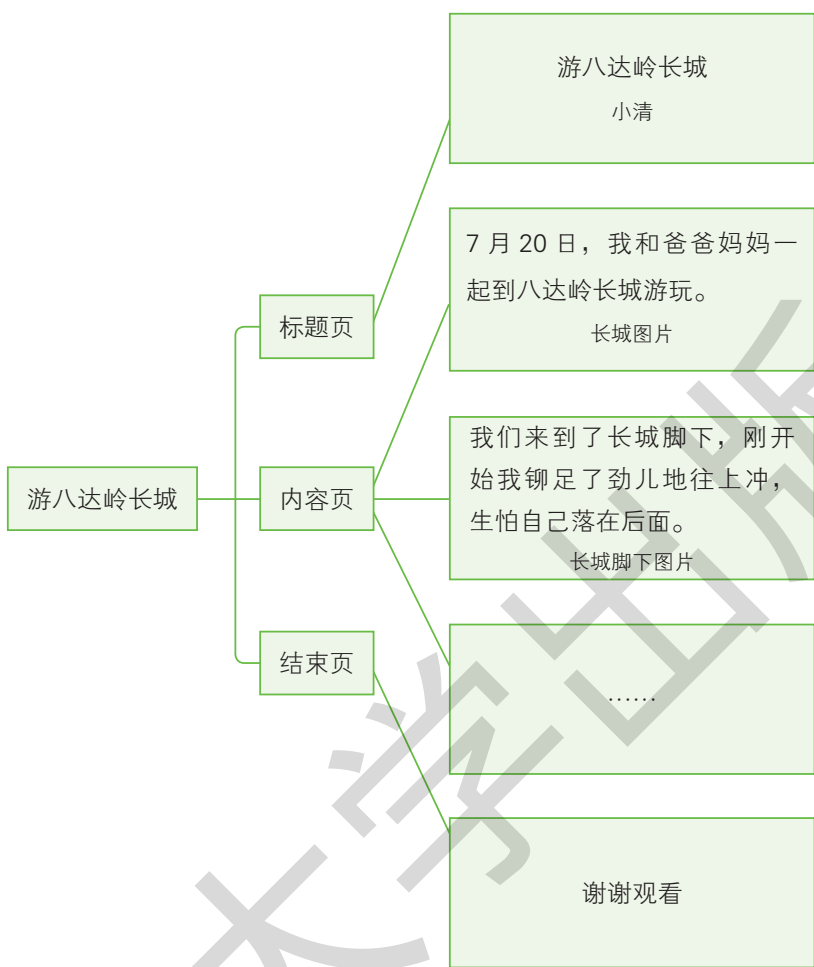 游八达岭长城
标题页
内容页
结束页
游八达岭长城
小清
7 月 20 日，我和爸爸妈妈一
起到八达岭长城游玩。
长城图片
我们来到了长城脚下，刚开
始我铆足了劲儿地往上冲，
生怕自己落在后面。
长城脚下图片
……
谢谢观看
大学出版